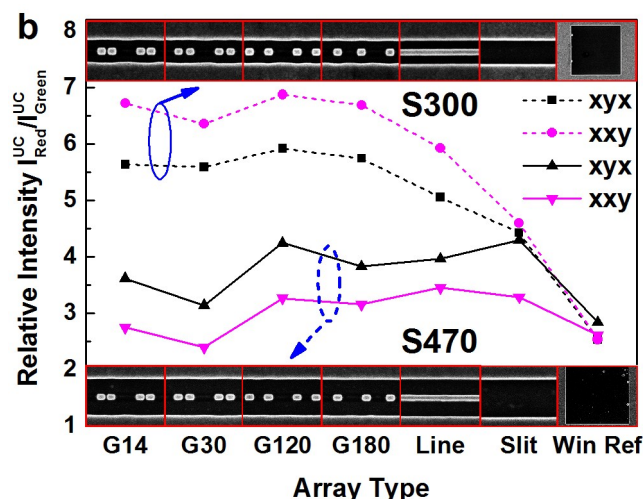 b
8
7
6
5
4
3
2
1
Relative Intensity I^UC_Red/I^UC_Green
S300
xyx
xxy
xyx
xxy
S470
G14 G30 G120 G180 Line Slit Win Ref
Array Type